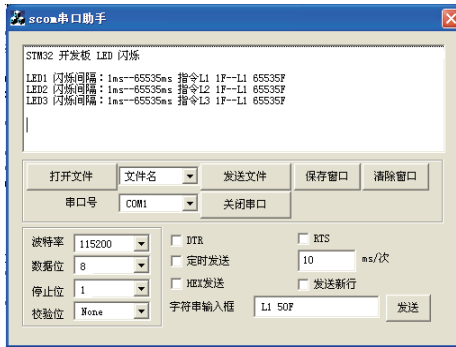 scom串口助手
STM32 开发板 LED 闪烁
LED1 闪烁间隔：1ms--65535ms 指令L1 1F--L1 65535F
LED2 闪烁间隔：1ms--65535ms 指令L2 1F--L1 65535F
LED3 闪烁间隔：1ms--65535ms 指令L3 1F--L1 65535F
打开文件 文件名 发送文件 保存窗口 清除窗口
串口号 COM1 关闭串口
波特率 115200 DTR RTS
数据位 8 定时发送 10 ms/次
停止位 1 HEX发送 发送新行
校验位 None 字符串输入框 L1 50F 发送